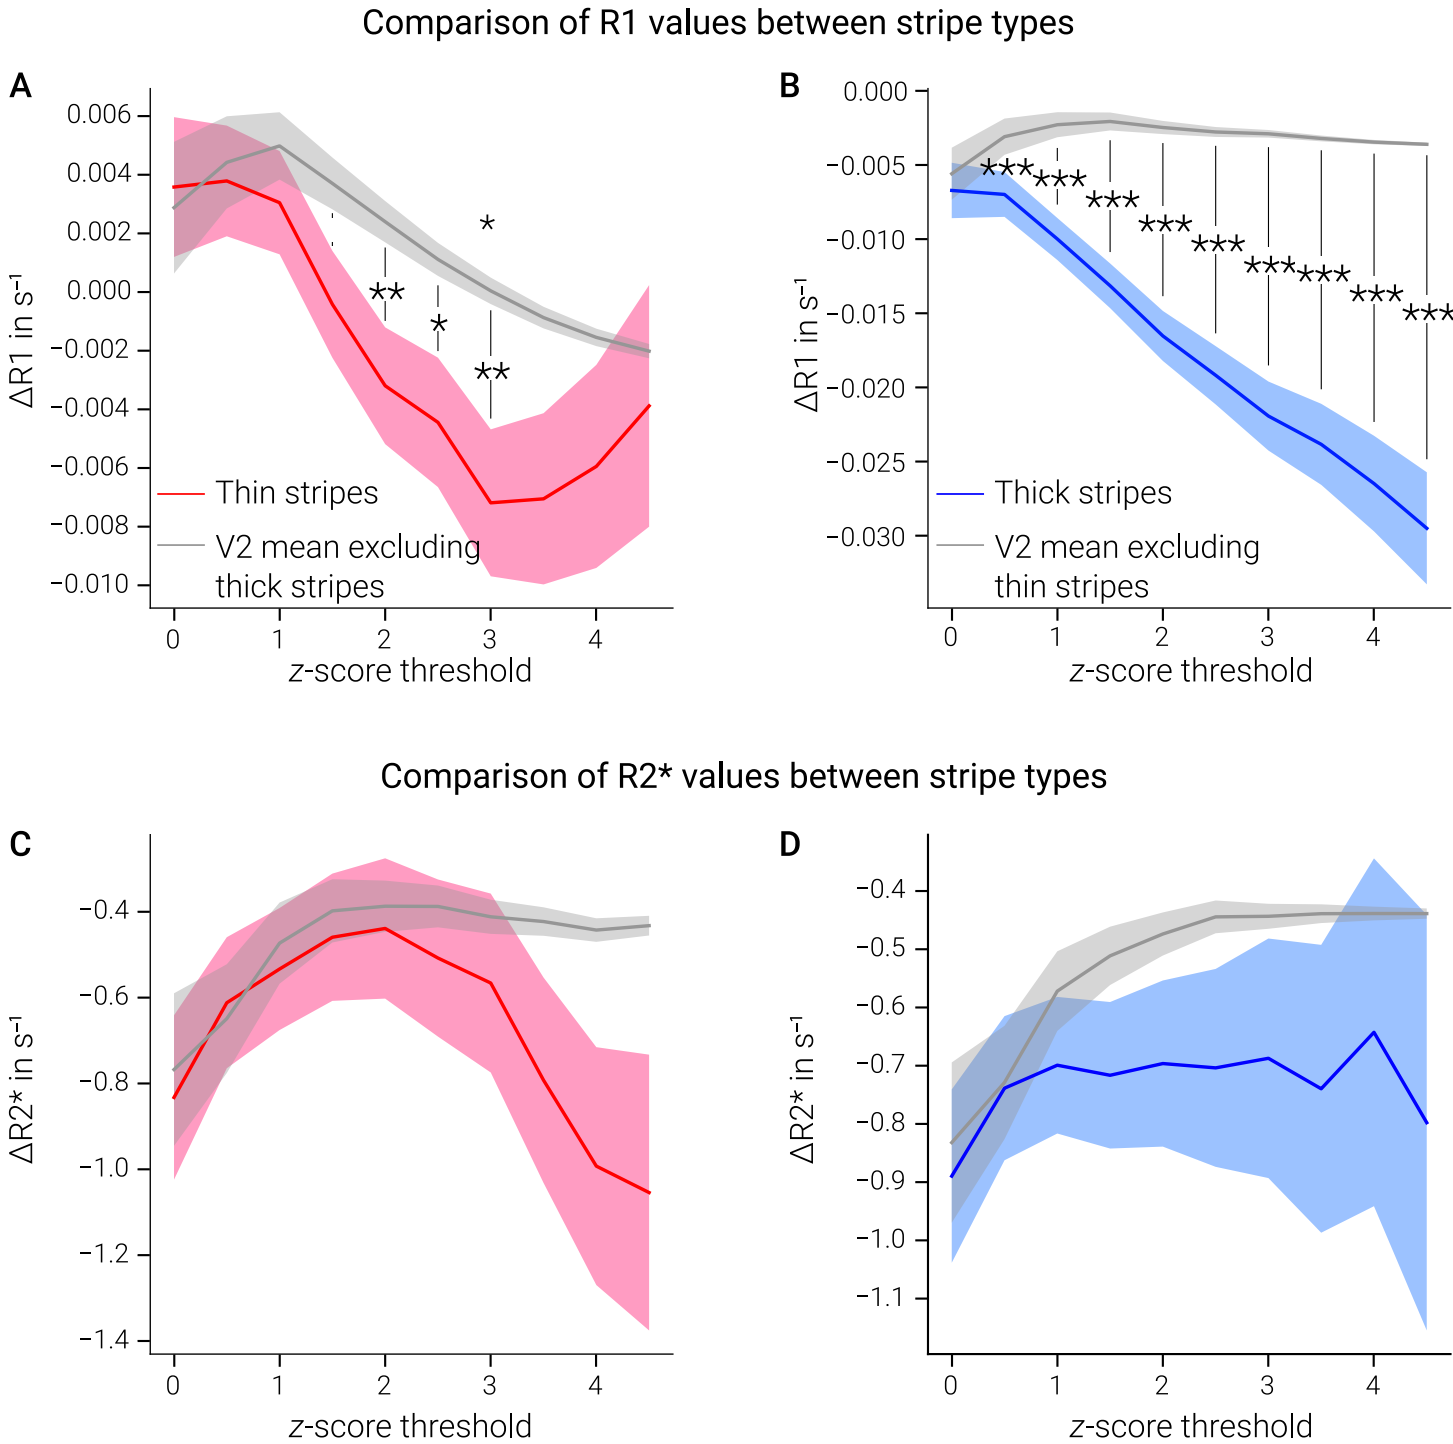 Comparison of R1 values between stripe types
A
B
0.006
0.004
0.002
0.000
−0.002
−0.004
−0.006
−0.008
−0.010
ΔR1 in s⁻¹
*
**
*
**
Thin stripes
V2 mean excluding
thick stripes
0 1 2 3 4
z-score threshold
0.000
−0.005
−0.010
−0.015
−0.020
−0.025
−0.030
ΔR1 in s⁻¹
***
***
***
***
***
***
***
***
***
Thick stripes
V2 mean excluding
thin stripes
0 1 2 3 4
z-score threshold
Comparison of R2* values between stripe types
C
D
−0.4
−0.6
−0.8
−1.0
−1.2
−1.4
ΔR2* in s⁻¹
0 1 2 3 4
z-score threshold
−0.4
−0.5
−0.6
−0.7
−0.8
−0.9
−1.0
−1.1
ΔR2* in s⁻¹
0 1 2 3 4
z-score threshold